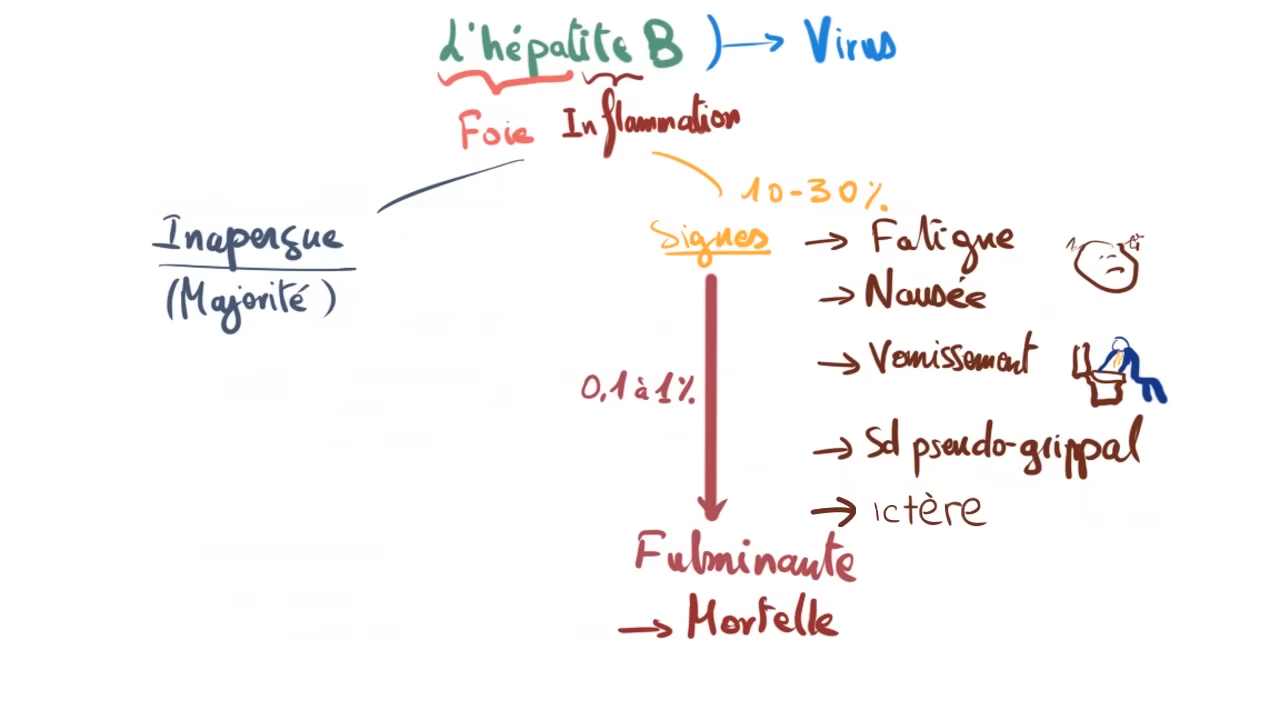 L'hépatite B ) → Virus
Foie Inflammation
10-30%
Inaperçue
(Majorité)
Signes → Fatigue
→ Nausée
→ Vomissement
0,1 à 1%
→ Sd pseudo-grippal
→ ictère
Fulminante
→ Mortelle